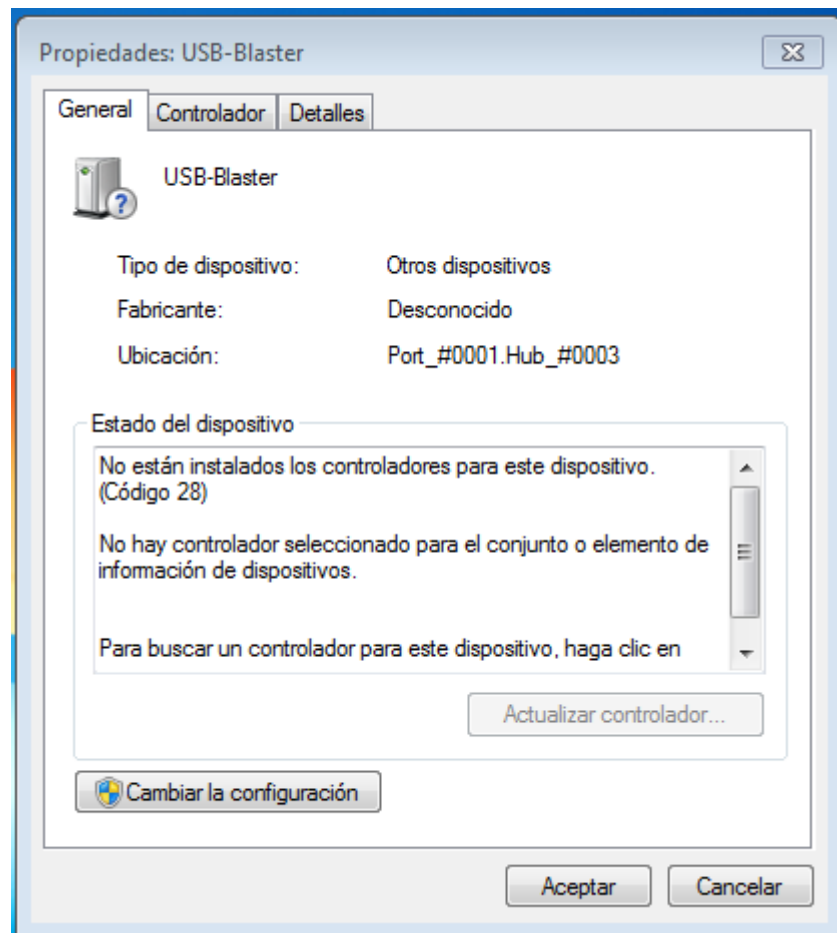 Propiedades: USB-Blaster
General Controlador Detalles
USB-Blaster
Tipo de dispositivo: Otros dispositivos
Fabricante: Desconocido
Ubicación: Port_#0001.Hub_#0003
Estado del dispositivo
No están instalados los controladores para este dispositivo.
(Código 28)
No hay controlador seleccionado para el conjunto o elemento de
información de dispositivos.
Para buscar un controlador para este dispositivo, haga clic en
Actualizar controlador...
Cambiar la configuración
Aceptar Cancelar